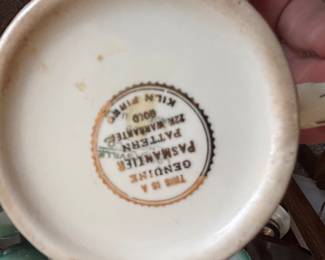 THIS IS A
GENUINE
PASMANTIER
PATTERN
22K WARRANTED
GOLD
KILN FIRED